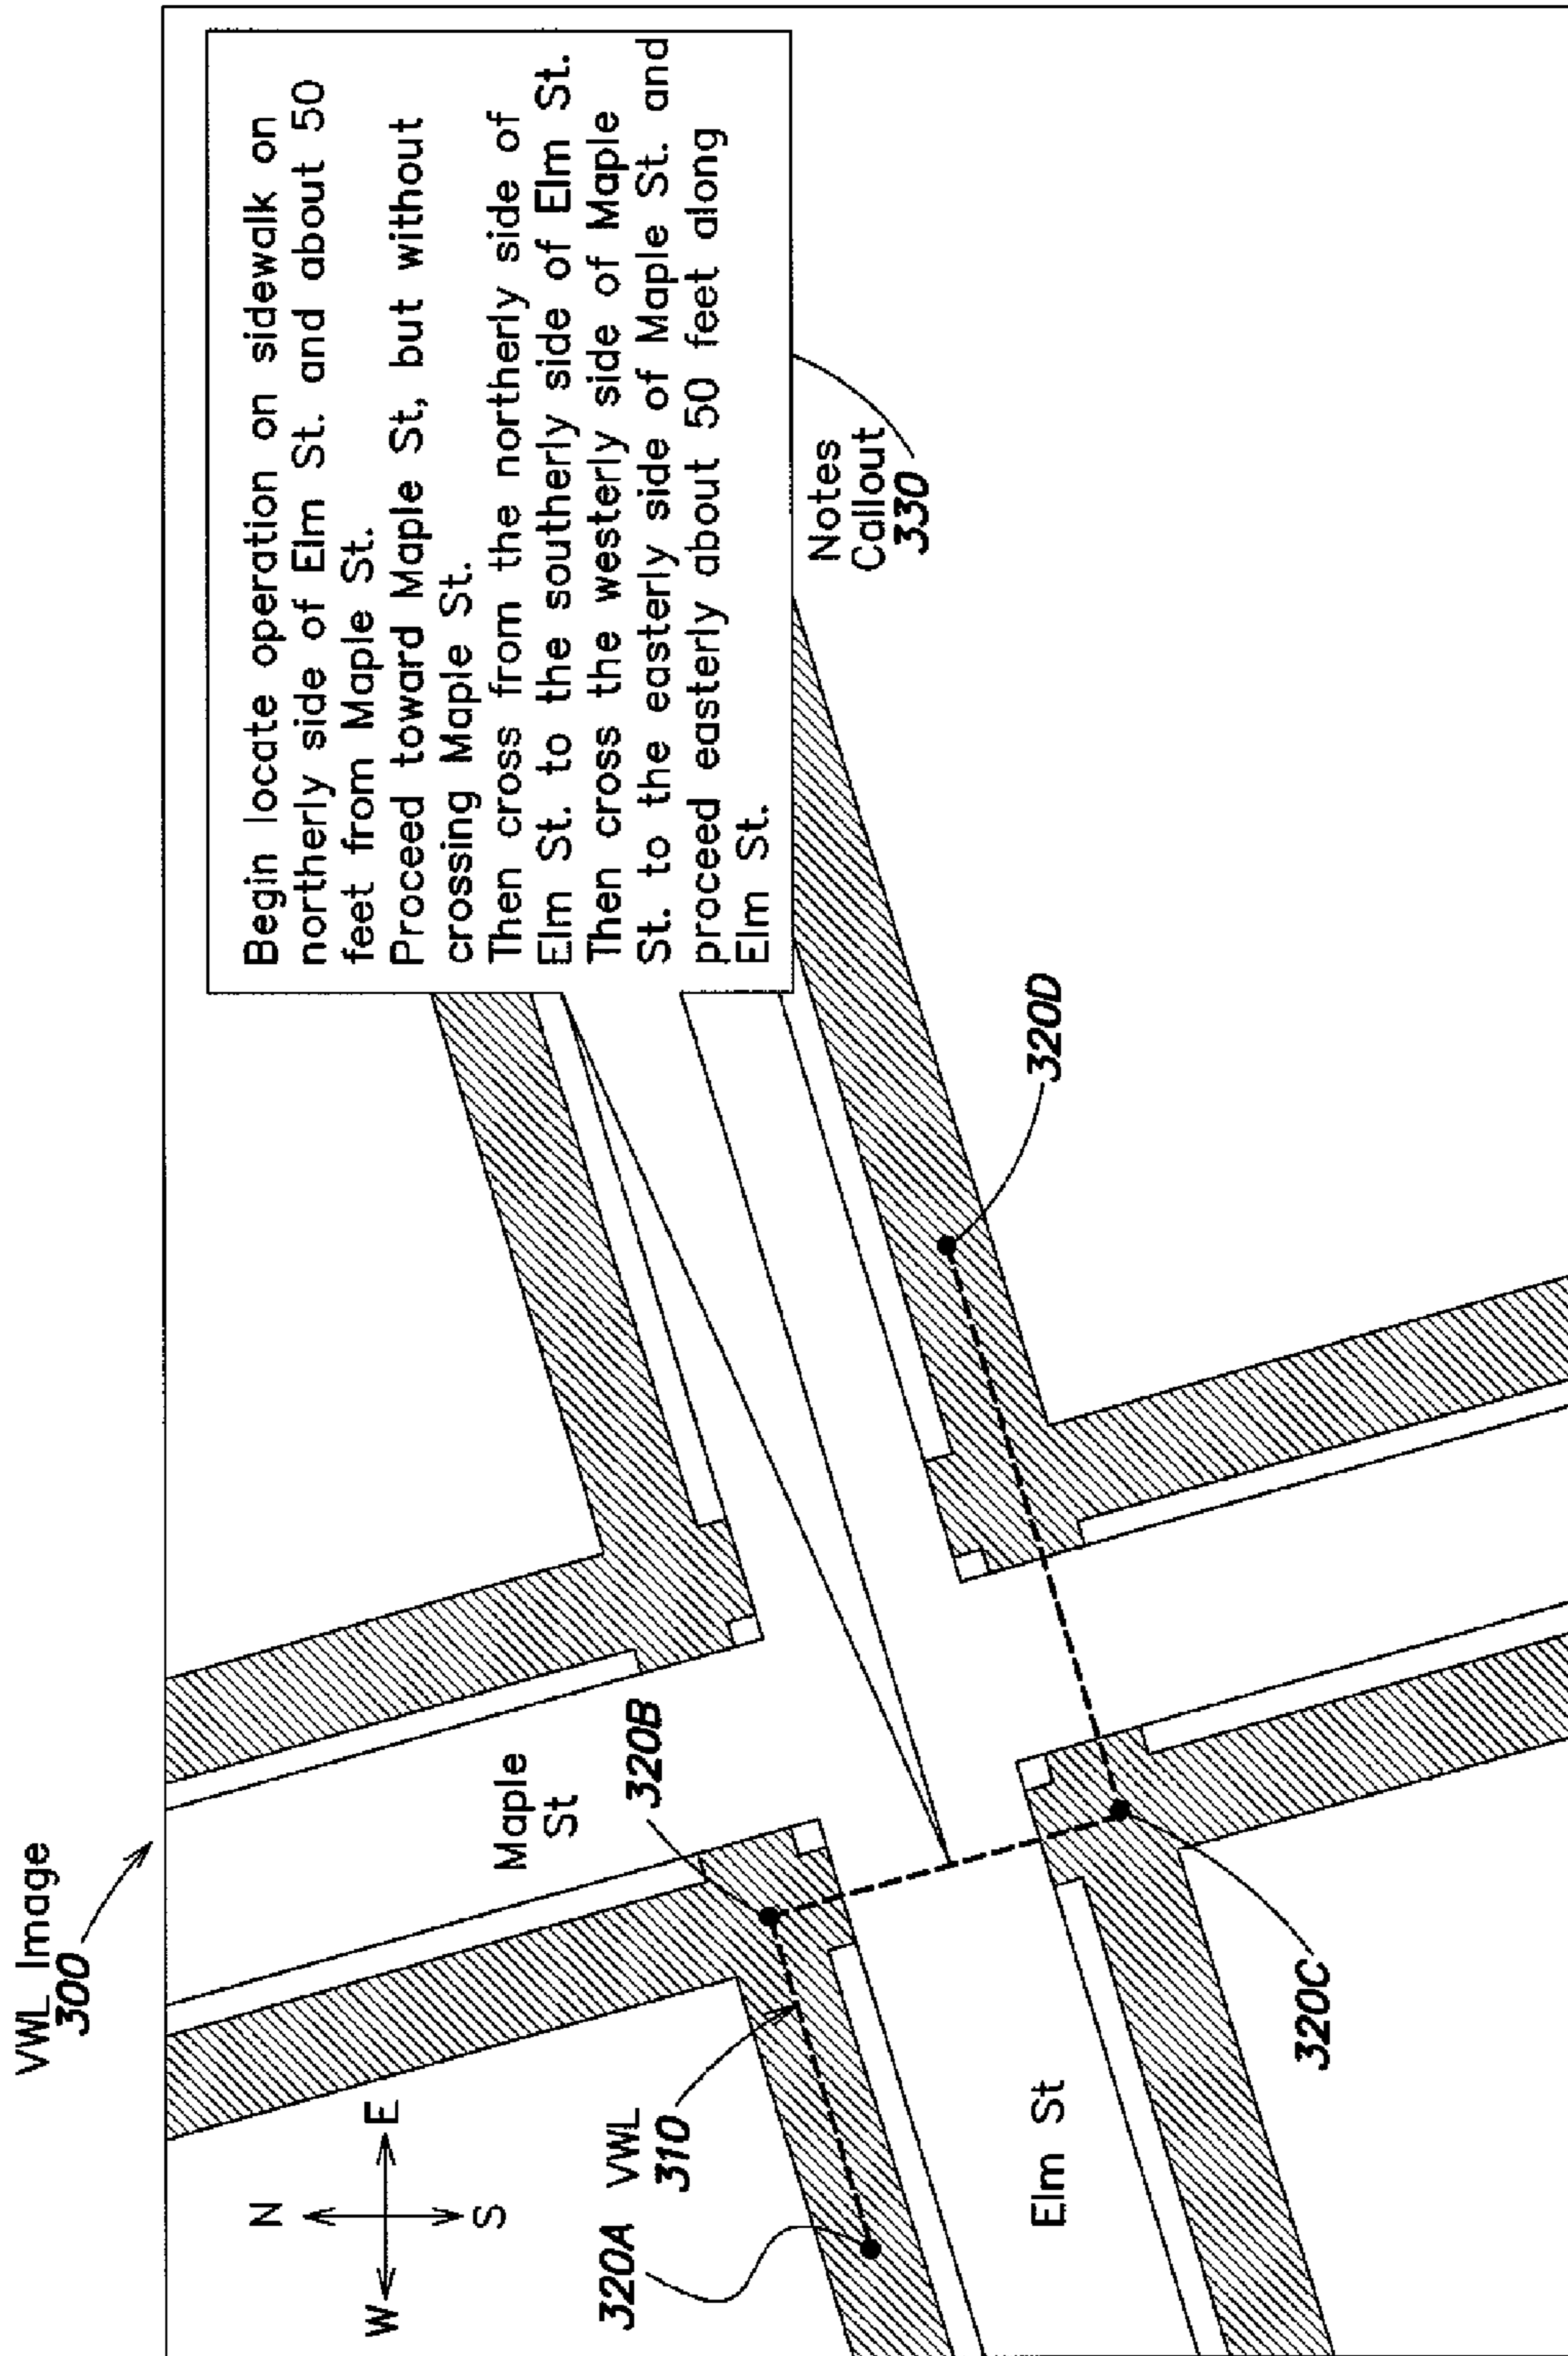 VWL Image
300
N
W E
S
Maple
St
320B
VWL
310
320A
Elm St
320C
320D
Begin locate operation on sidewalk on
northerly side of Elm St. and about 50
feet from Maple St.
Proceed toward Maple St, but without
crossing Maple St.
Then cross from the northerly side of
Elm St. to the southerly side of Elm St.
Then cross the westerly side of Maple
St. to the easterly side of Maple St. and
proceed easterly about 50 feet along
Elm St.
Notes
Callout
330